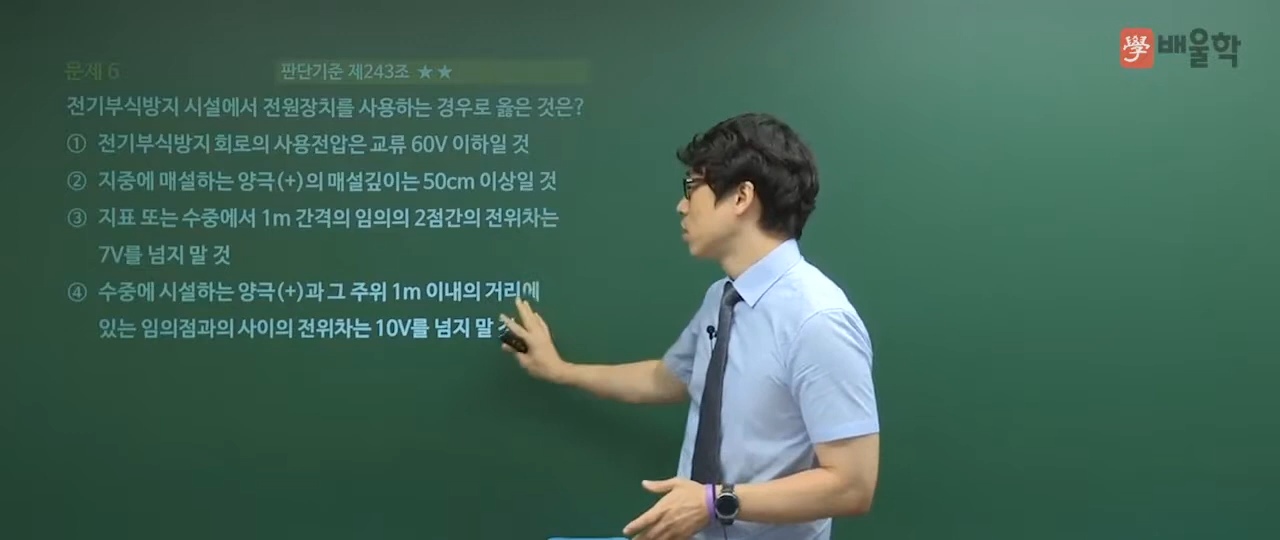 學 배울학
문제 6
판단기준 제243조 ★★
전기부식방지 시설에서 전원장치를 사용하는 경우로 옳은 것은?
① 전기부식방지 회로의 사용전압은 교류 60V 이하일 것
② 지중에 매설하는 양극(+)의 매설깊이는 50cm 이상일 것
③ 지표 또는 수중에서 1m 간격의 임의의 2점간의 전위차는
7V를 넘지 말 것
④ 수중에 시설하는 양극(+)과 그 주위 1m 이내의 거리에
있는 임의점과의 사이의 전위차는 10V를 넘지 말